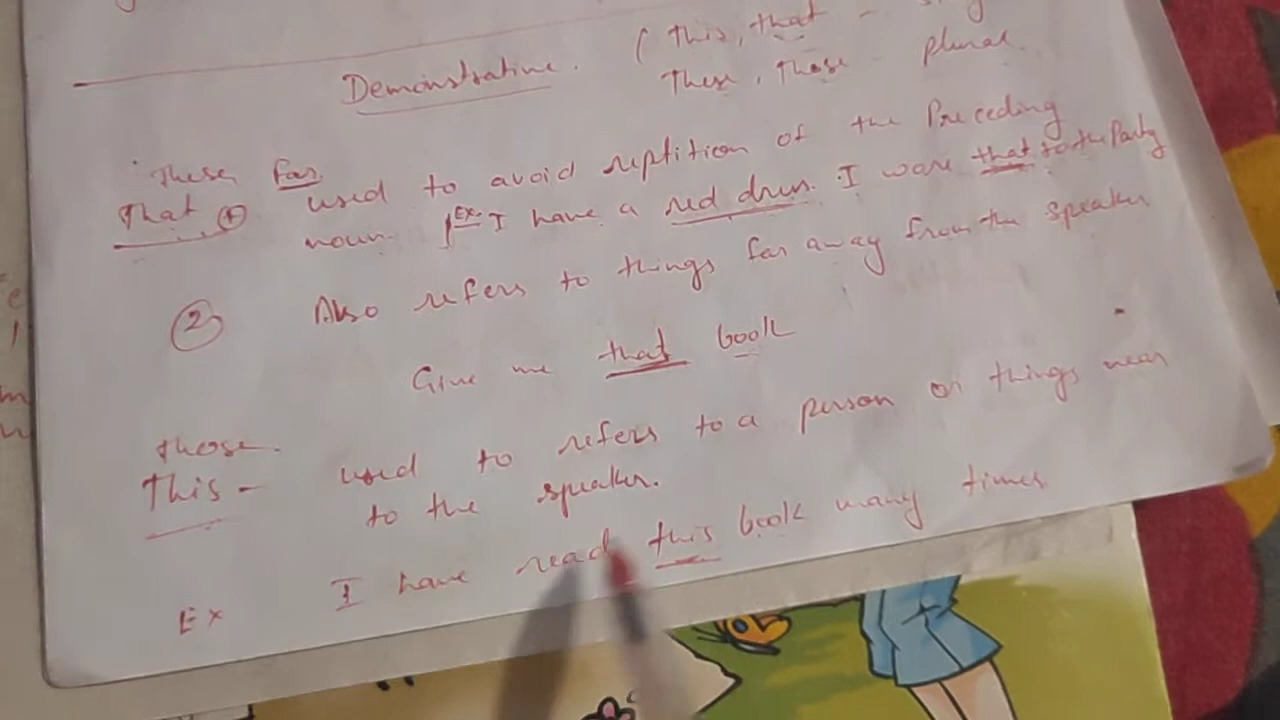 Demonstrative. (This, that -
These, Those - plural.
These far.
That ① used to avoid reptition of the Preceding
noun. Ex. I have a red dress. I wore that to the Party
② Also refers to things far away from the speaker
Give me that book
those.
This - used to refers to a person or things near
to the speaker.
Ex I have read this book many times